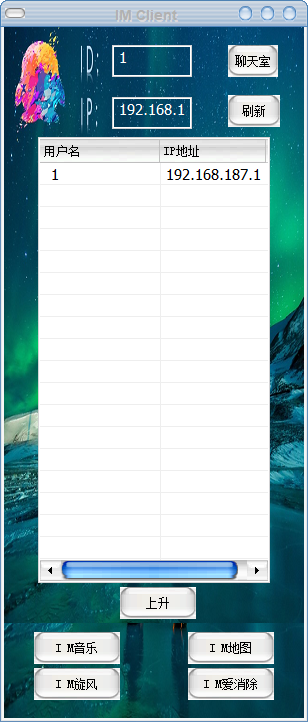 IM Client
ID: 1 聊天室
IP: 192.168.1 刷新
用户名 IP地址
1 192.168.187.1
上升
I M音乐 I M地图
I M旋风 I M爱消除